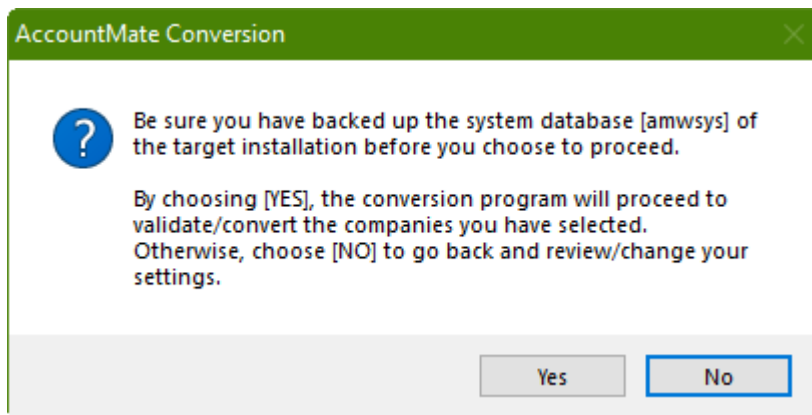 AccountMate Conversion
Be sure you have backed up the system database [amwsys] of
the target installation before you choose to proceed.
By choosing [YES], the conversion program will proceed to
validate/convert the companies you have selected.
Otherwise, choose [NO] to go back and review/change your
settings.
Yes
No